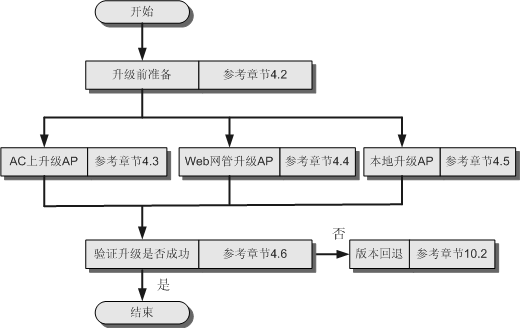 开始
升级前准备 参考章节4.2
AC上升级AP 参考章节4.3 Web网管升级AP 参考章节4.4 本地升级AP 参考章节4.5
验证升级是否成功 参考章节4.6 否 版本回退 参考章节10.2
是
结束